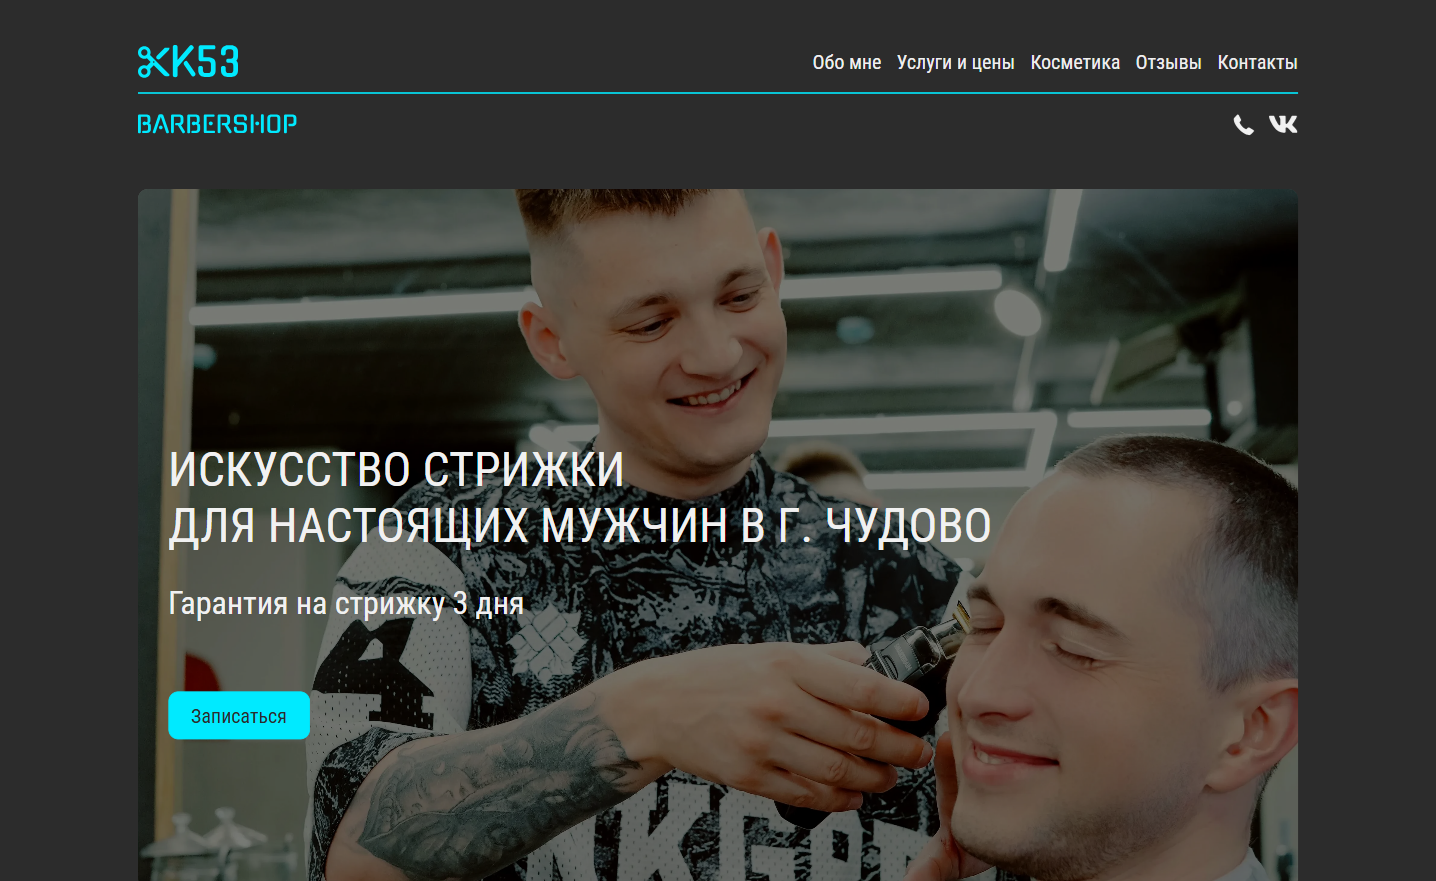 K53
Обо мне Услуги и цены Косметика Отзывы Контакты
BARBERSHOP
ИСКУССТВО СТРИЖКИ
ДЛЯ НАСТОЯЩИХ МУЖЧИН В Г. ЧУДОВО
Гарантия на стрижку 3 дня
Записаться